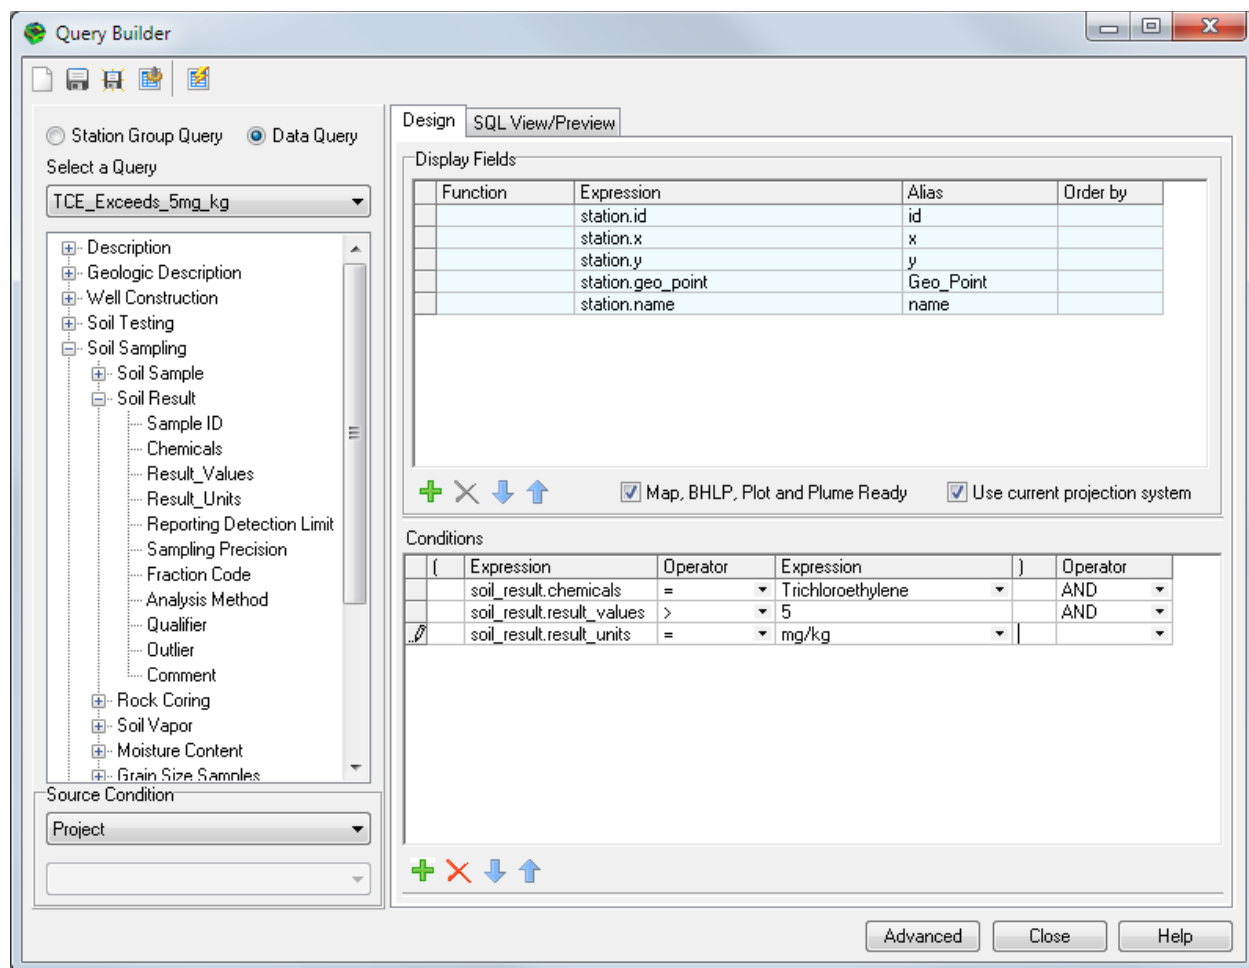 Query Builder
Station Group Query Data Query
Select a Query
TCE_Exceeds_5mg_kg
Description
Geologic Description
Well Construction
Soil Testing
Soil Sampling
Soil Sample
Soil Result
Sample ID
Chemicals
Result_Values
Result_Units
Reporting Detection Limit
Sampling Precision
Fraction Code
Analysis Method
Qualifier
Outlier
Comment
Rock Coring
Soil Vapor
Moisture Content
Grain Size Samples
Source Condition
Project
Design SQL View/Preview
Display Fields
Function Expression Alias Order by
station.id id
station.x x
station.y y
station.geo_point Geo_Point
station.name name
Map, BHLP, Plot and Plume Ready Use current projection system
Conditions
( Expression Operator Expression ) Operator
soil_result.chemicals = Trichloroethylene AND
soil_result.result_values > 5 AND
soil_result.result_units = mg/kg
Advanced Close Help